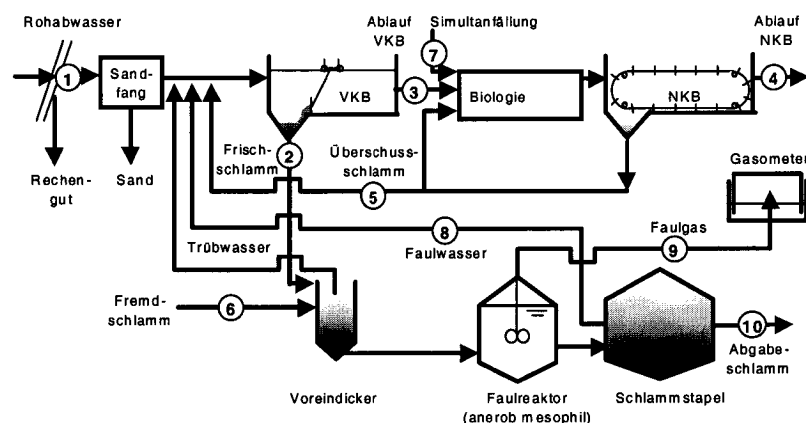 Rohabwasser
Ablauf
VKB
Simultanfällung
Ablauf
NKB
1
Sand-
fang
VKB
3
7
Biologie
NKB
4
Rechen-
gut
Sand
Frisch-
schlamm
2
Überschuss-
schlamm
5
Gasometer
Trübwasser
8
Faulwasser
Faulgas
9
Fremd-
schlamm
6
10
Abgabe-
schlamm
Voreindicker
Faulreaktor
(anerob mesophil)
Schlammstapel